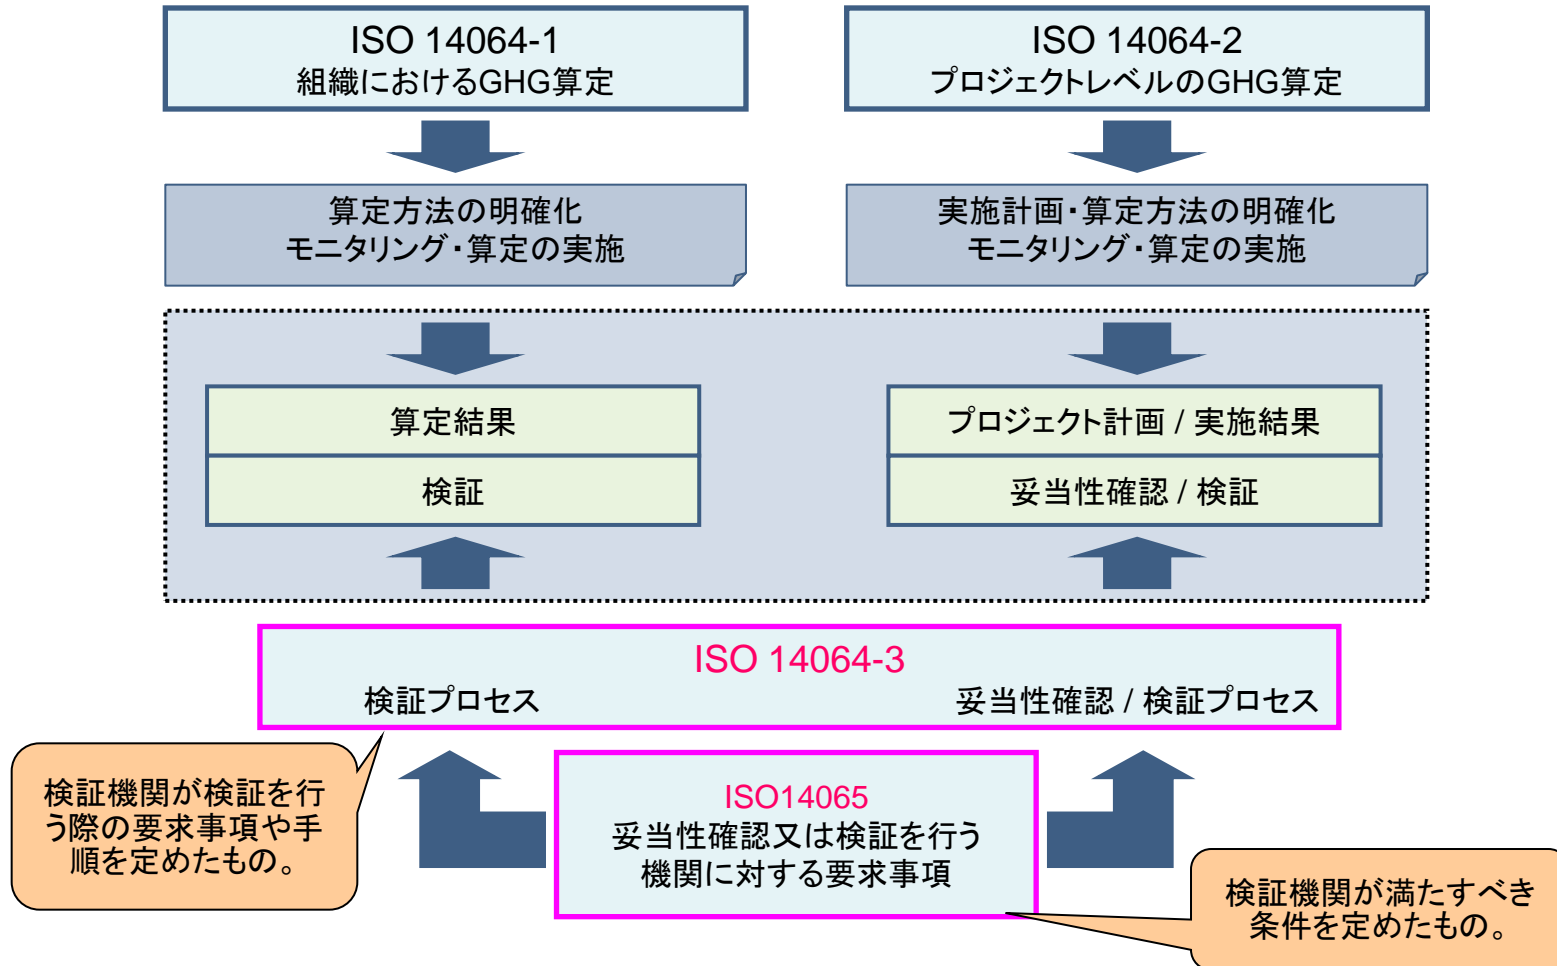 ISO 14064-1
組織におけるGHG算定
ISO 14064-2
プロジェクトレベルのGHG算定
算定方法の明確化
モニタリング・算定の実施
実施計画・算定方法の明確化
モニタリング・算定の実施
算定結果
検証
プロジェクト計画 / 実施結果
妥当性確認 / 検証
ISO 14064-3
検証プロセス
妥当性確認 / 検証プロセス
検証機関が検証を行
う際の要求事項や手
順を定めたもの。
ISO14065
妥当性確認又は検証を行う
機関に対する要求事項
検証機関が満たすべき
条件を定めたもの。